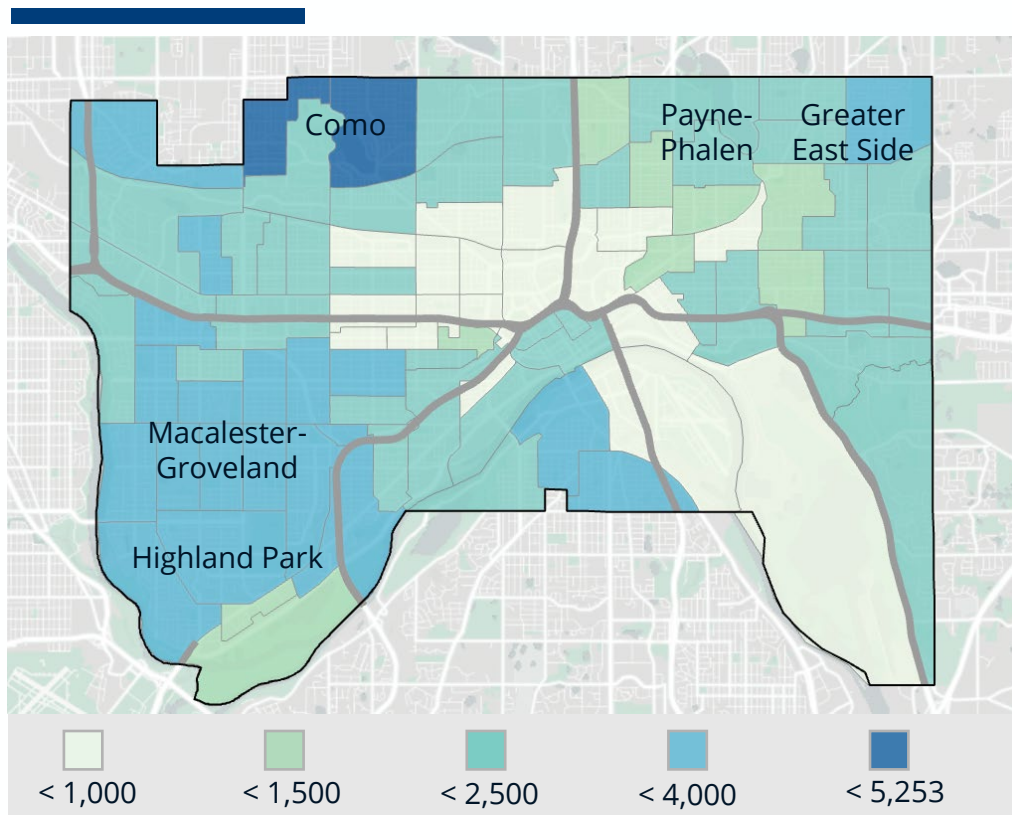 Como
Payne-
Phalen
Greater
East Side
Macalester-
Groveland
Highland Park
< 1,000
< 1,500
< 2,500
< 4,000
< 5,253